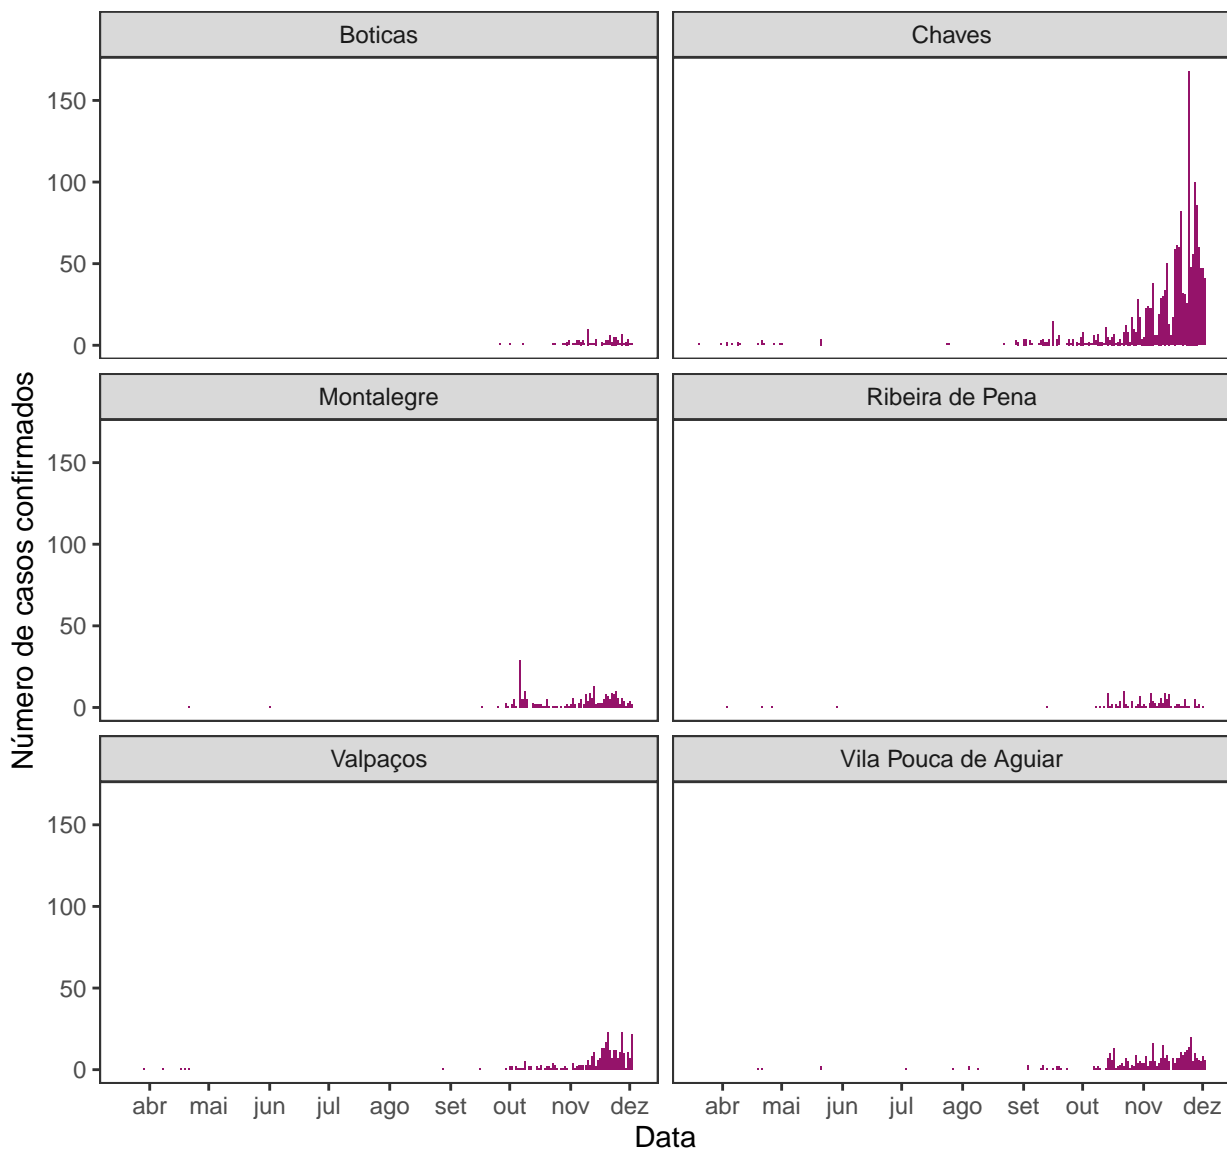 Boticas
Chaves
150
100
50
0
Montalegre
Ribeira de Pena
150
100
50
0
Número de casos confirmados
Valpaços
Vila Pouca de Aguiar
150
100
50
0
abr mai jun jul ago set out nov dez
abr mai jun jul ago set out nov dez
Data